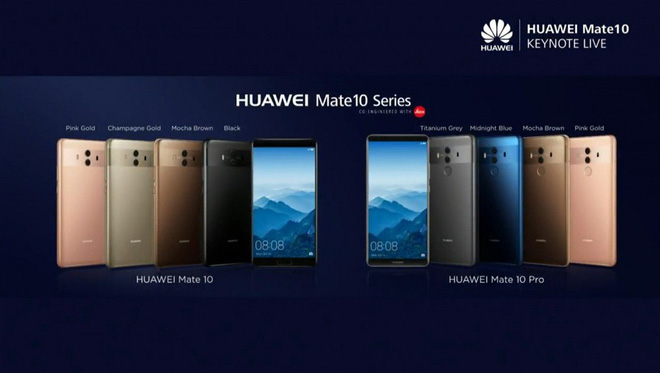 HUAWEI
HUAWEI Mate10
KEYNOTE LIVE
HUAWEI Mate10 Series
CO-ENGINEERED WITH Leica
Pink Gold Champagne Gold Mocha Brown Black
Titanium Grey Midnight Blue Mocha Brown Pink Gold
08:08
08:08
HUAWEI Mate 10
HUAWEI Mate 10 Pro